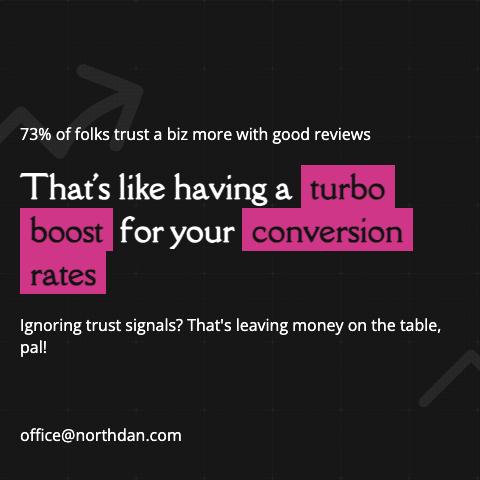 73% of folks trust a biz more with good reviews
That's like having a turbo
boost for your conversion
rates
Ignoring trust signals? That's leaving money on the table,
pal!
office@northdan.com